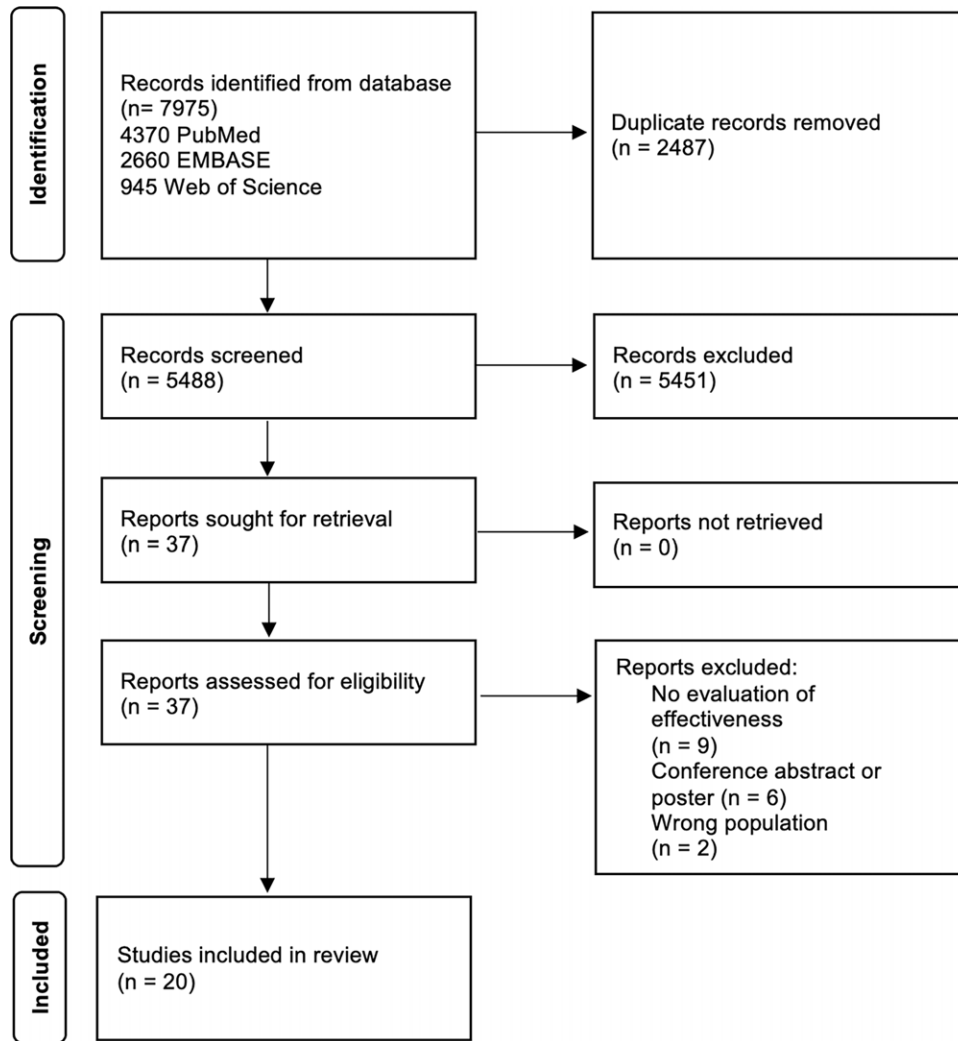 Identification
Records identified from database
(n= 7975)
4370 PubMed
2660 EMBASE
945 Web of Science
Duplicate records removed
(n = 2487)
Screening
Records screened
(n = 5488)
Records excluded
(n = 5451)
Reports sought for retrieval
(n = 37)
Reports not retrieved
(n = 0)
Reports assessed for eligibility
(n = 37)
Reports excluded:
No evaluation of
effectiveness
(n = 9)
Conference abstract or
poster (n = 6)
Wrong population
(n = 2)
Included
Studies included in review
(n = 20)